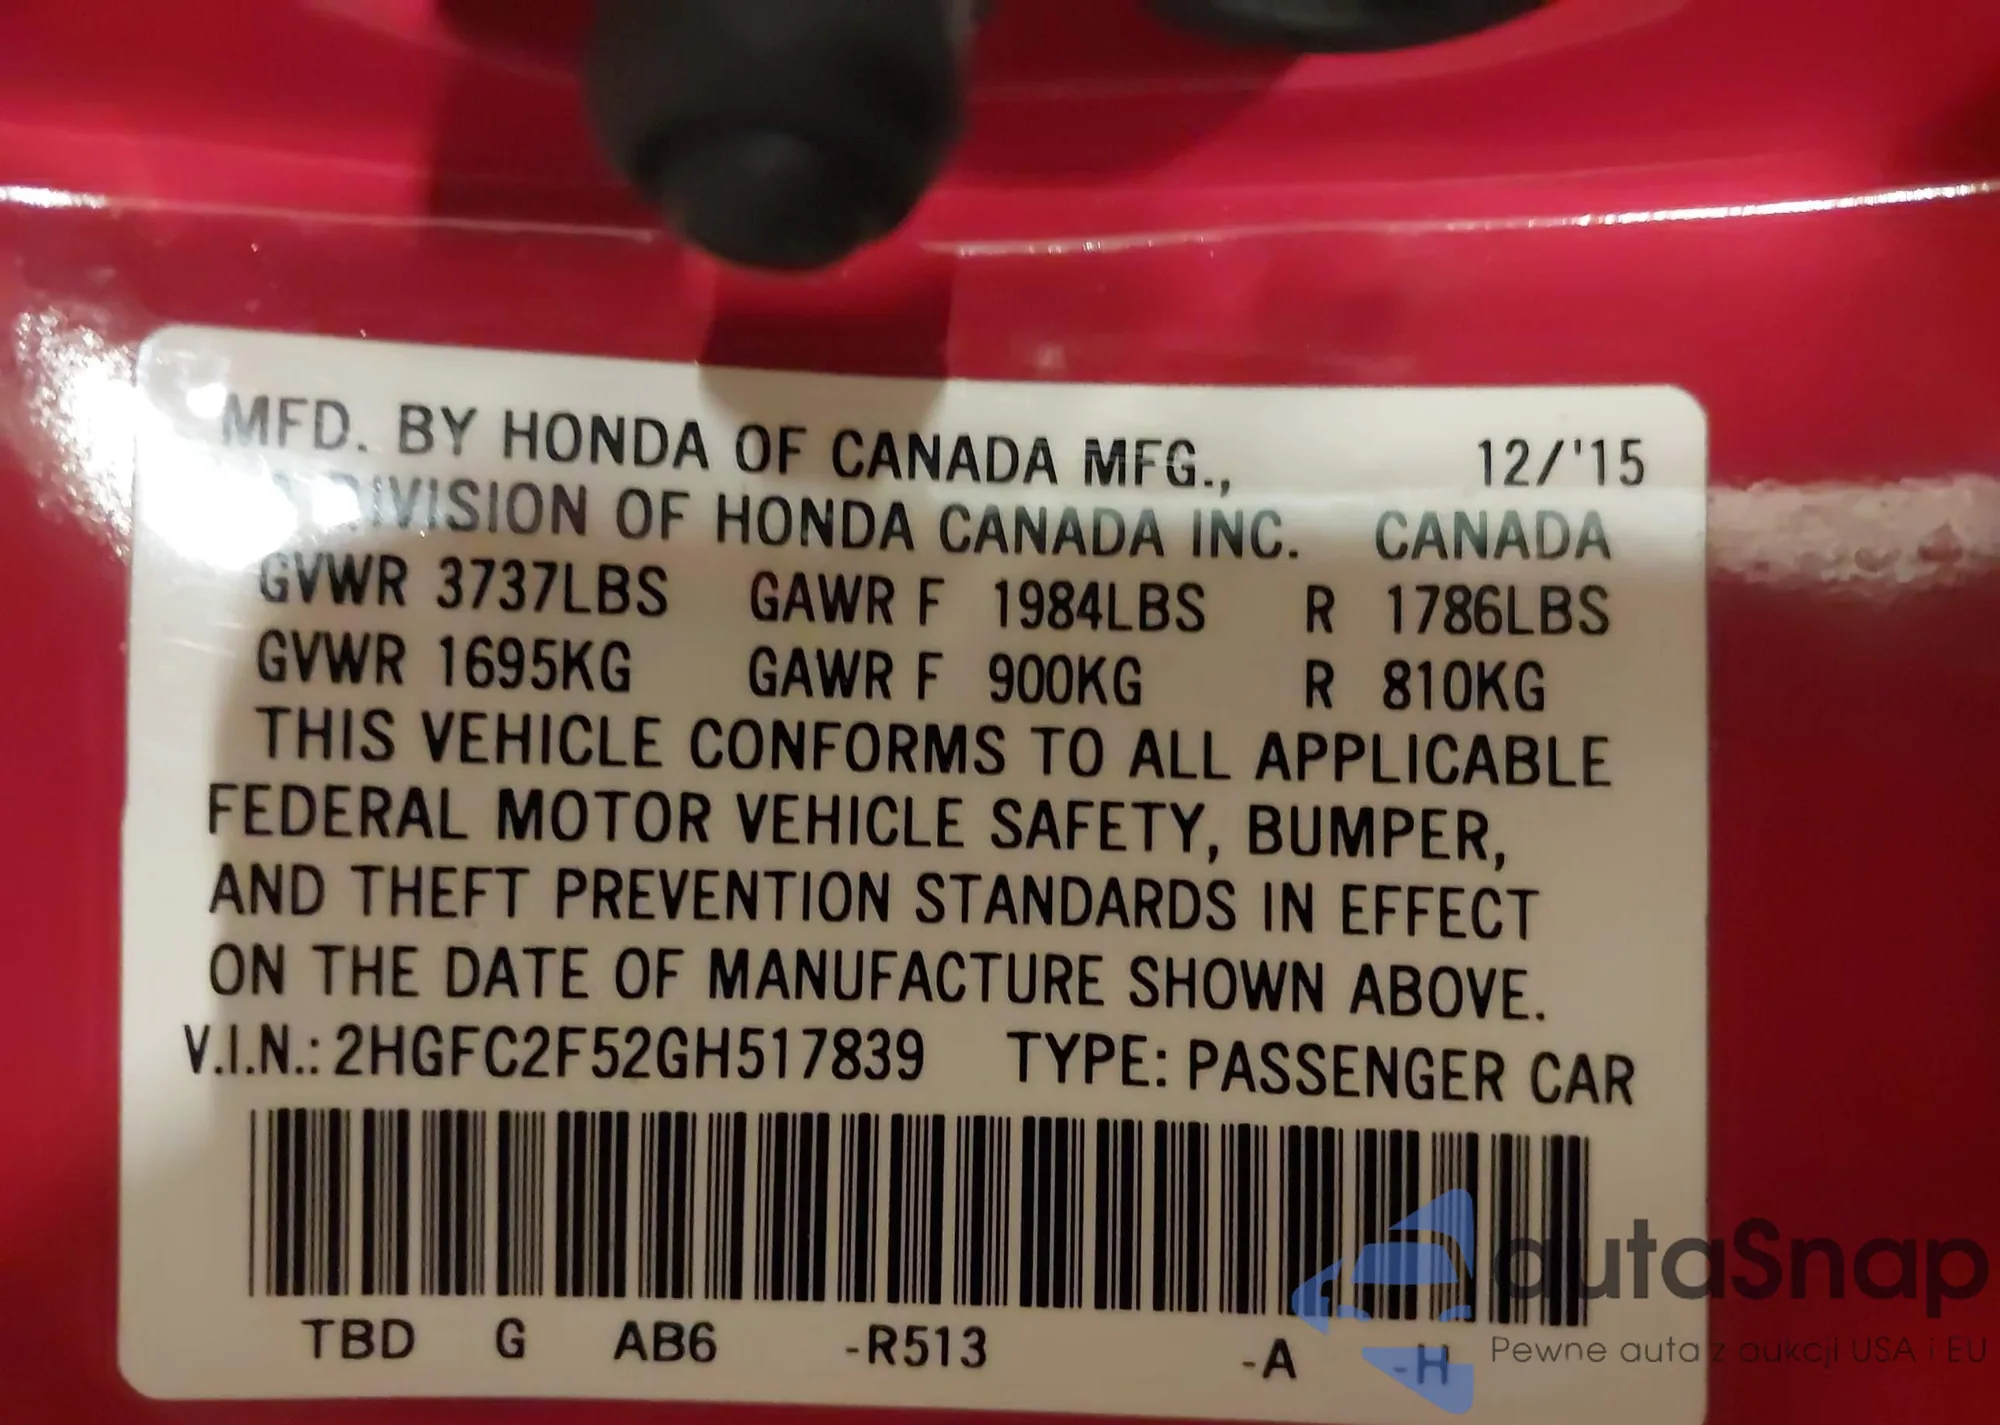 MFD. BY HONDA OF CANADA MFG., 12/'15
DIVISION OF HONDA CANADA INC. CANADA
GVWR 3737LBS GAWR F 1984LBS R 1786LBS
GVWR 1695KG GAWR F 900KG R 810KG
THIS VEHICLE CONFORMS TO ALL APPLICABLE
FEDERAL MOTOR VEHICLE SAFETY, BUMPER,
AND THEFT PREVENTION STANDARDS IN EFFECT
ON THE DATE OF MANUFACTURE SHOWN ABOVE.
V.I.N.: 2HGFC2F52GH517839 TYPE: PASSENGER CAR
TBD G AB6 -R513 -A -H
autaSnap
Pewne auta z aukcji USA i EU